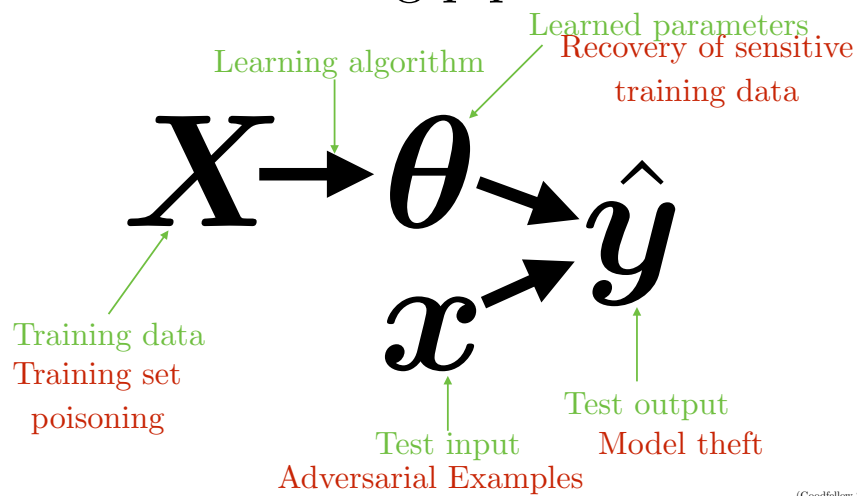 Learned parameters
Learning algorithm
Recovery of sensitive
training data
X
θ
ŷ
x
Training data
Training set
poisoning
Test output
Test input
Model theft
Adversarial Examples